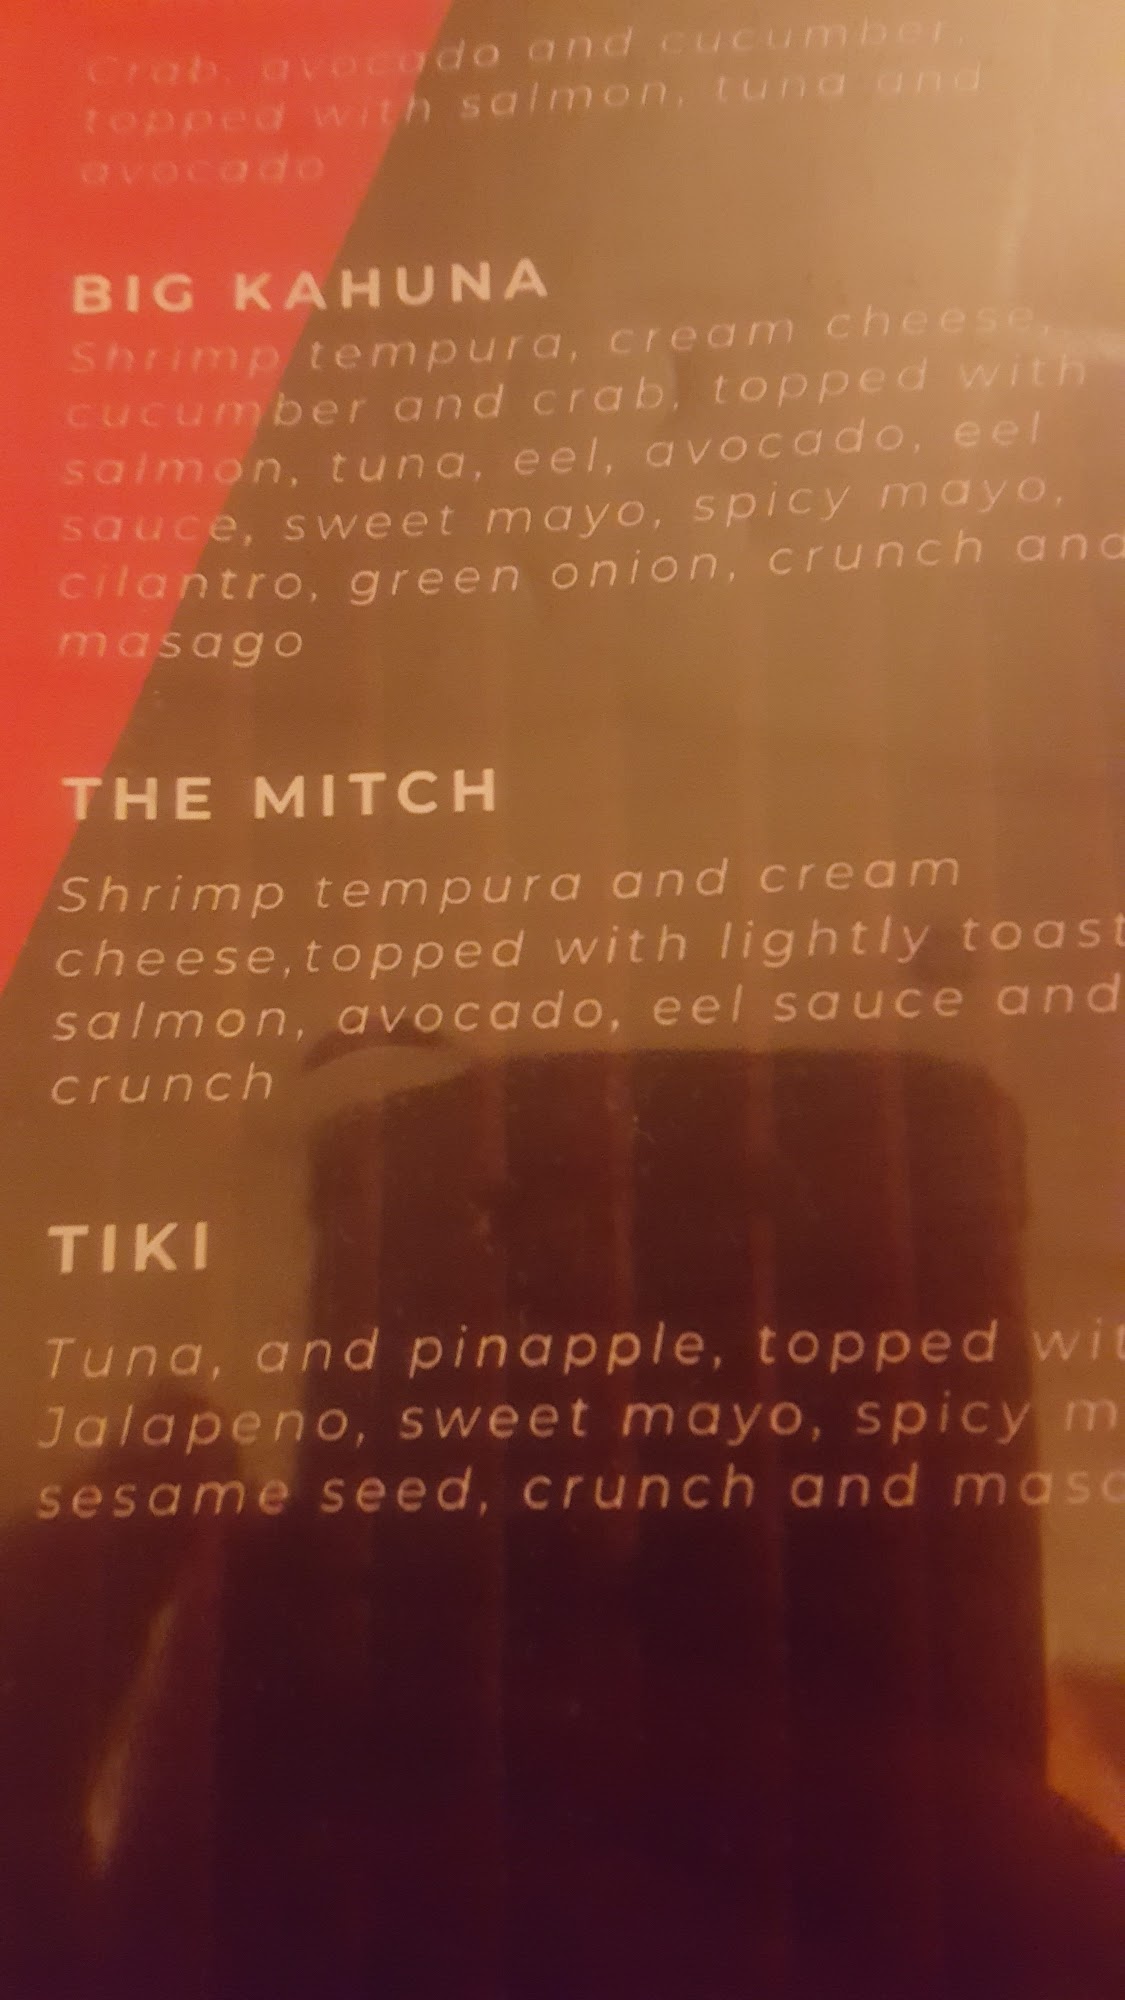 Crab, avocado and cucumber,
topped with salmon, tuna and
avocado
BIG KAHUNA
Shrimp tempura, cream cheese,
cucumber and crab, topped with
salmon, tuna, eel, avocado, eel
sauce, sweet mayo, spicy mayo,
cilantro, green onion, crunch and
masago
THE MITCH
Shrimp tempura and cream
cheese,topped with lightly toast
salmon, avocado, eel sauce and
crunch
TIKI
Tuna, and pinapple, topped wit
Jalapeno, sweet mayo, spicy m
sesame seed, crunch and masa